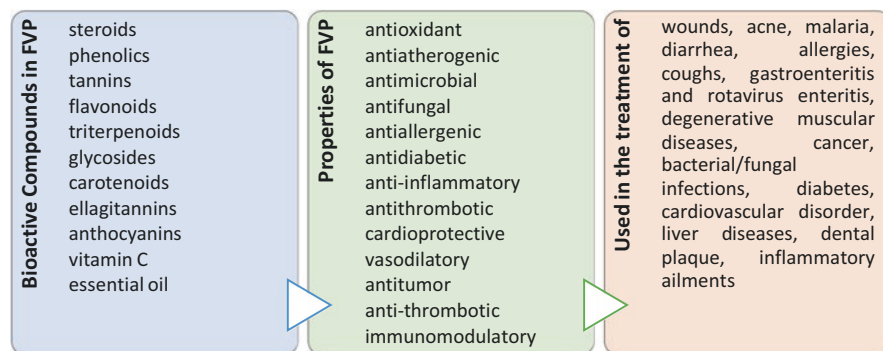 Bioactive Compounds in FVP
steroids
phenolics
tannins
flavonoids
triterpenoids
glycosides
carotenoids
ellagitannins
anthocyanins
vitamin C
essential oil
Properties of FVP
antioxidant
antiatherogenic
antimicrobial
antifungal
antiallergenic
antidiabetic
anti-inflammatory
antithrombotic
cardioprotective
vasodilatory
antitumor
anti-thrombotic
immunomodulatory
Used in the treatment of
wounds, acne, malaria,
diarrhea, allergies,
coughs, gastroenteritis
and rotavirus enteritis,
degenerative muscular
diseases, cancer,
bacterial/fungal
infections, diabetes,
cardiovascular disorder,
liver diseases, dental
plaque, inflammatory
ailments